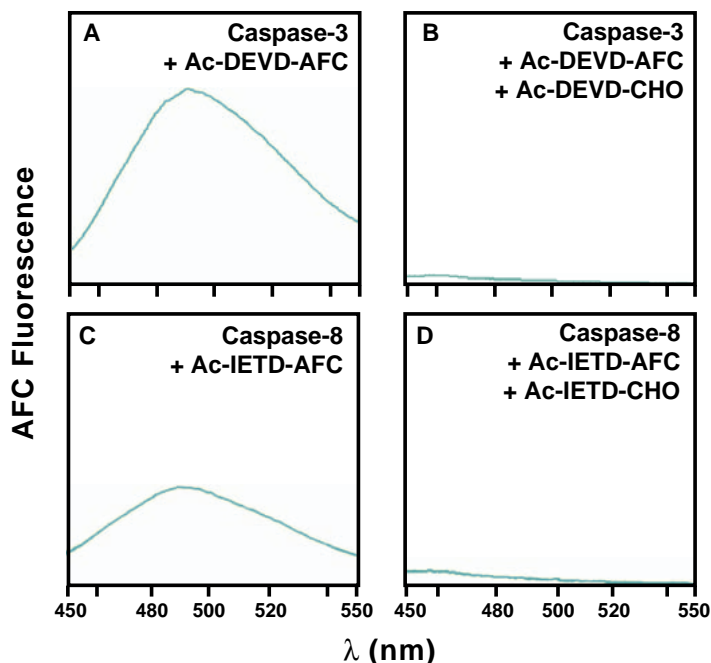 A
Caspase-3
+ Ac-DEVD-AFC
B
Caspase-3
+ Ac-DEVD-AFC
+ Ac-DEVD-CHO
AFC Fluorescence
C
Caspase-8
+ Ac-IETD-AFC
D
Caspase-8
+ Ac-IETD-AFC
+ Ac-IETD-CHO
450 480 500 520 550
450 480 500 520 550
λ (nm)